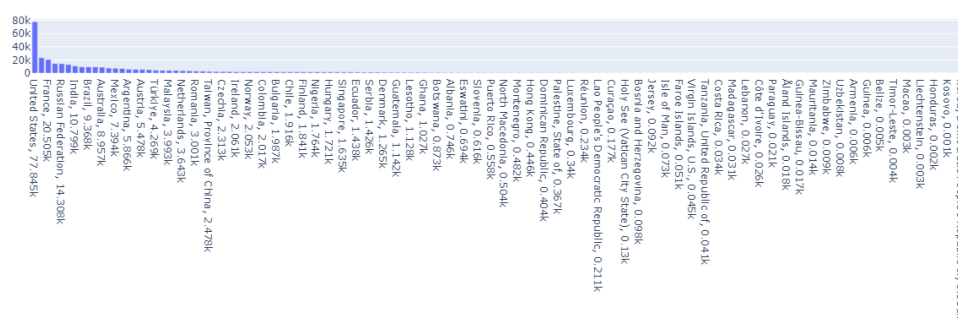 80k
60k
40k
20k
0
United States, 77.845k
France, 20.505k
Russian Federation, 14.308k
India, 10.799k
Brazil, 9.368k
Australia, 8.957k
Mexico, 7.394k
Argentina, 5.866k
Austria, 5.478k
Türkiye, 4.29k
Malaysia, 3.993k
Netherlands, 3.643k
Romania, 3.001k
Taiwan, Province of China, 2.478k
Czechia, 2.313k
Ireland, 2.061k
Norway, 2.053k
Colombia, 2.017k
Bulgaria, 1.987k
Chile, 1.916k
Finland, 1.841k
Nigeria, 1.764k
Hungary, 1.721k
Singapore, 1.635k
Ecuador, 1.438k
Serbia, 1.426k
Denmark, 1.265k
Guatemala, 1.142k
Lesotho, 1.128k
Ghana, 1.027k
Botswana, 0.873k
Albania, 0.746k
Eswatini, 0.694k
Slovenia, 0.616k
Puerto Rico, 0.558k
North Macedonia, 0.504k
Montenegro, 0.482k
Hong Kong, 0.446k
Dominican Republic, 0.404k
Palestine, State of, 0.367k
Luxembourg, 0.34k
Réunion, 0.234k
Lao People's Democratic Republic, 0.211k
Curaçao, 0.177k
Holy See (Vatican City State), 0.13k
Bosnia and Herzegovina, 0.098k
Jersey, 0.092k
Isle of Man, 0.073k
Faroe Islands, 0.051k
Virgin Islands, U.S., 0.045k
Tanzania, United Republic of, 0.041k
Costa Rica, 0.034k
Madagascar, 0.031k
Lebanon, 0.027k
Côte d'Ivoire, 0.026k
Paraguay, 0.021k
Åland Islands, 0.018k
Guinea-Bissau, 0.017k
Mauritania, 0.014k
Zimbabwe, 0.009k
Uzbekistan, 0.008k
Armenia, 0.006k
Guinea, 0.006k
Belize, 0.005k
Timor-Leste, 0.004k
Macao, 0.003k
Liechtenstein, 0.003k
Honduras, 0.002k
Kosovo, 0.001k